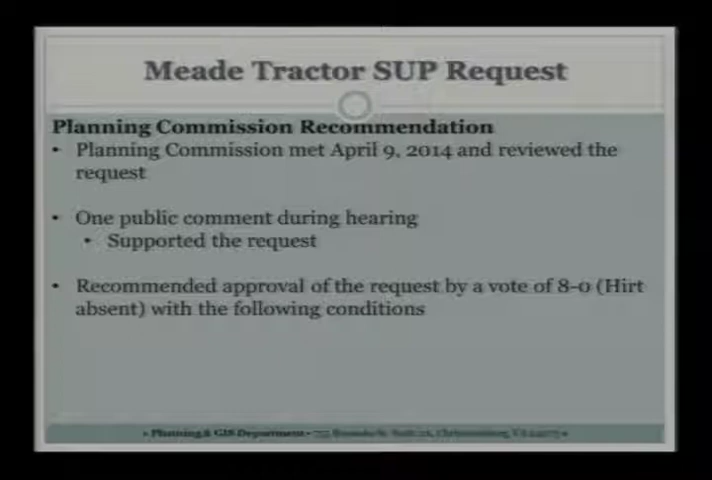 Meade Tractor SUP Request
Planning Commission Recommendation
• Planning Commission met April 9, 2014 and reviewed the
request
• One public comment during hearing
• Supported the request
• Recommended approval of the request by a vote of 8-0 (Hirt
absent) with the following conditions
• Planning & GIS Department •